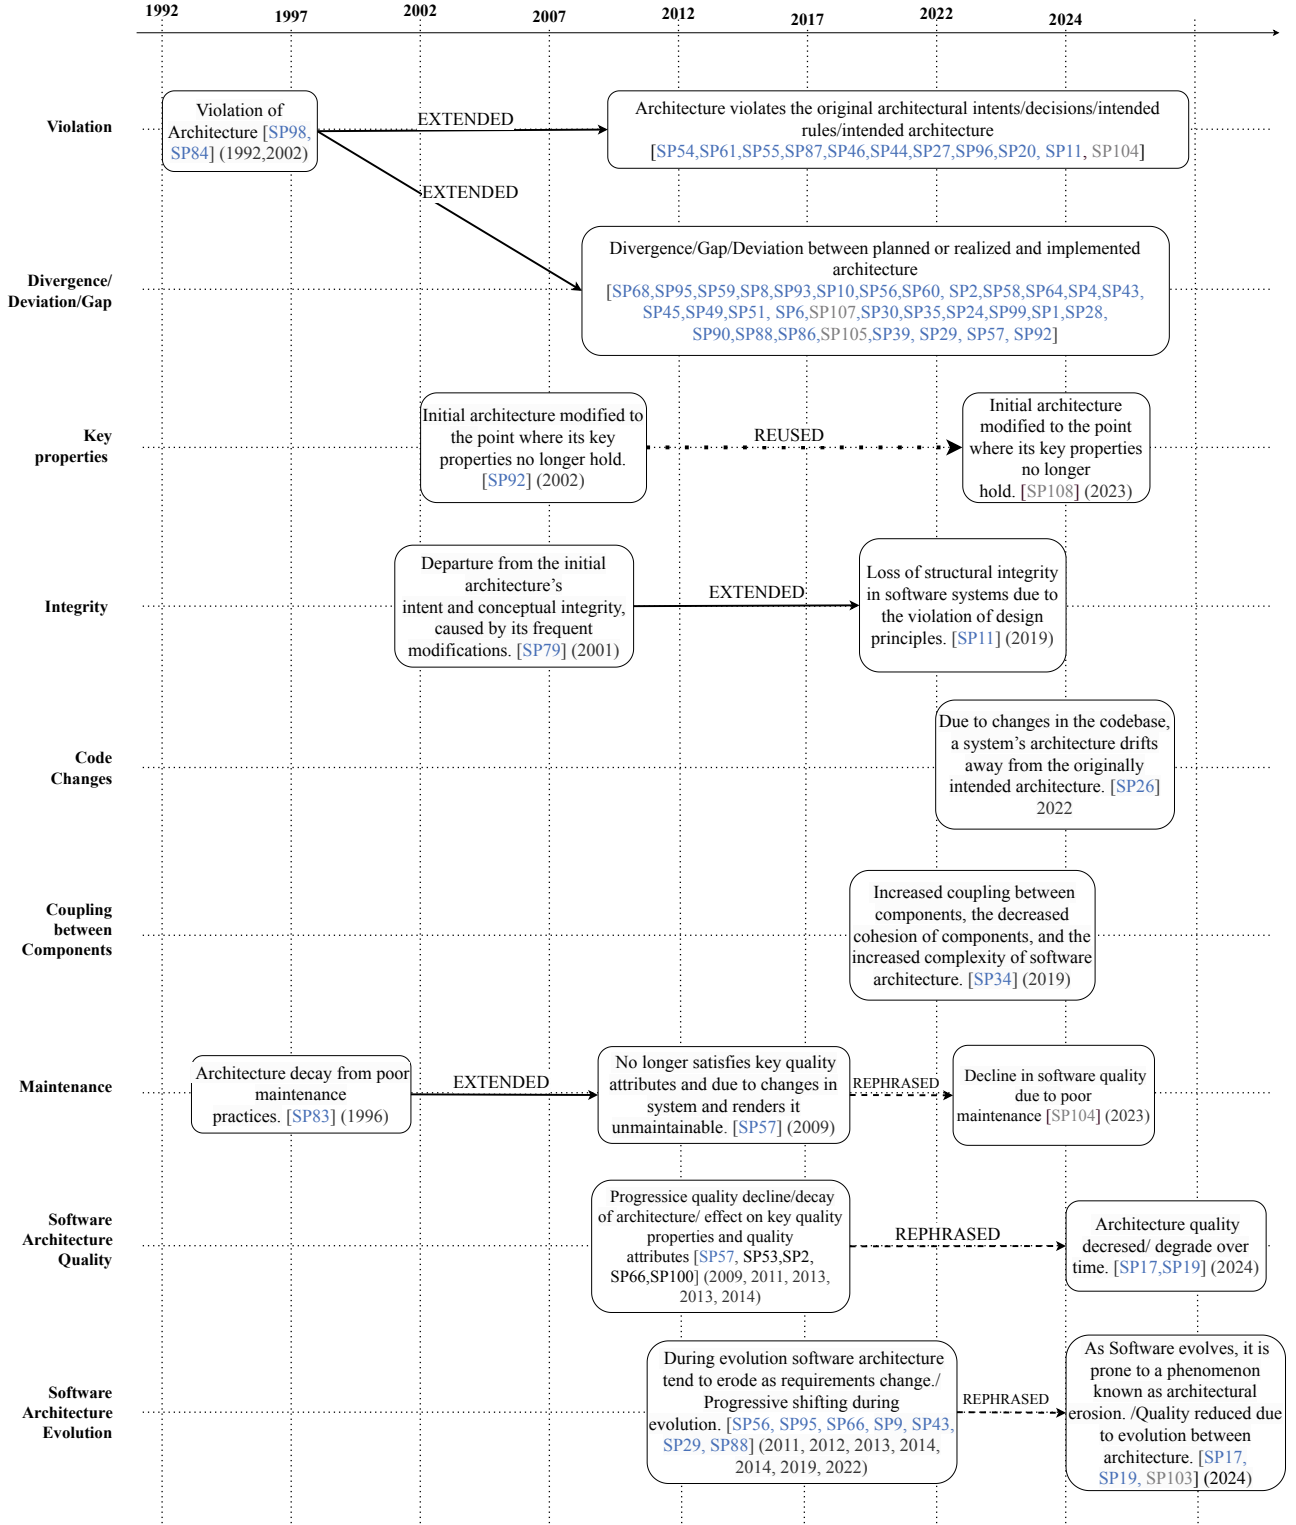 1992 1997 2002 2007 2012 2017 2022 2024
Violation
Violation of
Architecture [SP98,
SP84] (1992,2002)
EXTENDED
Architecture violates the original architectural intents/decisions/intended
rules/intended architecture
[SP54,SP61,SP55,SP87,SP46,SP44,SP27,SP96,SP20, SP11, SP104]
EXTENDED
Divergence/
Deviation/Gap
Divergence/Gap/Deviation between planned or realized and implemented
architecture
[SP68,SP95,SP59,SP8,SP93,SP10,SP56,SP60, SP2,SP58,SP64,SP4,SP43,
SP45,SP49,SP51, SP6,SP107,SP30,SP35,SP24,SP99,SP1,SP28,
SP90,SP88,SP86,SP105,SP39, SP29, SP57, SP92]
Key
properties
Initial architecture modified to
the point where its key
properties no longer hold.
[SP92] (2002)
REUSED
Initial architecture
modified to the point
where its key properties
no longer
hold. [SP108] (2023)
Integrity
Departure from the initial
architecture's
intent and conceptual integrity,
caused by its frequent
modifications. [SP79] (2001)
EXTENDED
Loss of structural integrity
in software systems due to
the violation of design
principles. [SP11] (2019)
Code
Changes
Due to changes in the codebase,
a system's architecture drifts
away from the originally
intended architecture. [SP26]
2022
Coupling
between
Components
Increased coupling between
components, the decreased
cohesion of components, and the
increased complexity of software
architecture. [SP34] (2019)
Maintenance
Architecture decay from poor
maintenance
practices. [SP83] (1996)
EXTENDED
No longer satisfies key quality
attributes and due to changes in
system and renders it
unmaintainable. [SP57] (2009)
REPHRASED
Decline in software quality
due to poor
maintenance [SP104] (2023)
Software
Architecture
Quality
Progressice quality decline/decay
of architecture/ effect on key quality
properties and quality
attributes [SP57, SP53,SP2,
SP66,SP100] (2009, 2011, 2013,
2013, 2014)
REPHRASED
Architecture quality
decresed/ degrade over
time. [SP17,SP19] (2024)
Software
Architecture
Evolution
During evolution software architecture
tend to erode as requirements change./
Progressive shifting during
evolution. [SP56, SP95, SP66, SP9, SP43,
SP29, SP88] (2011, 2012, 2013, 2014,
2014, 2019, 2022)
REPHRASED
As Software evolves, it is
prone to a phenomenon
known as architectural
erosion. /Quality reduced due
to evolution between
architecture. [SP17,
SP19, SP103] (2024)